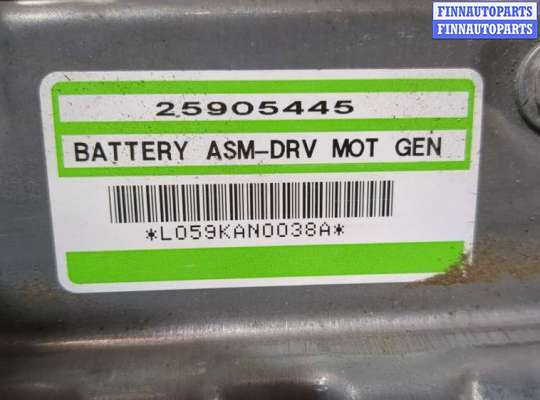 FINNAUTOPARTS
FINNAUTOPARTS
25905445
BATTERY ASM-DRV MOT GEN
*L059KAN0038A*